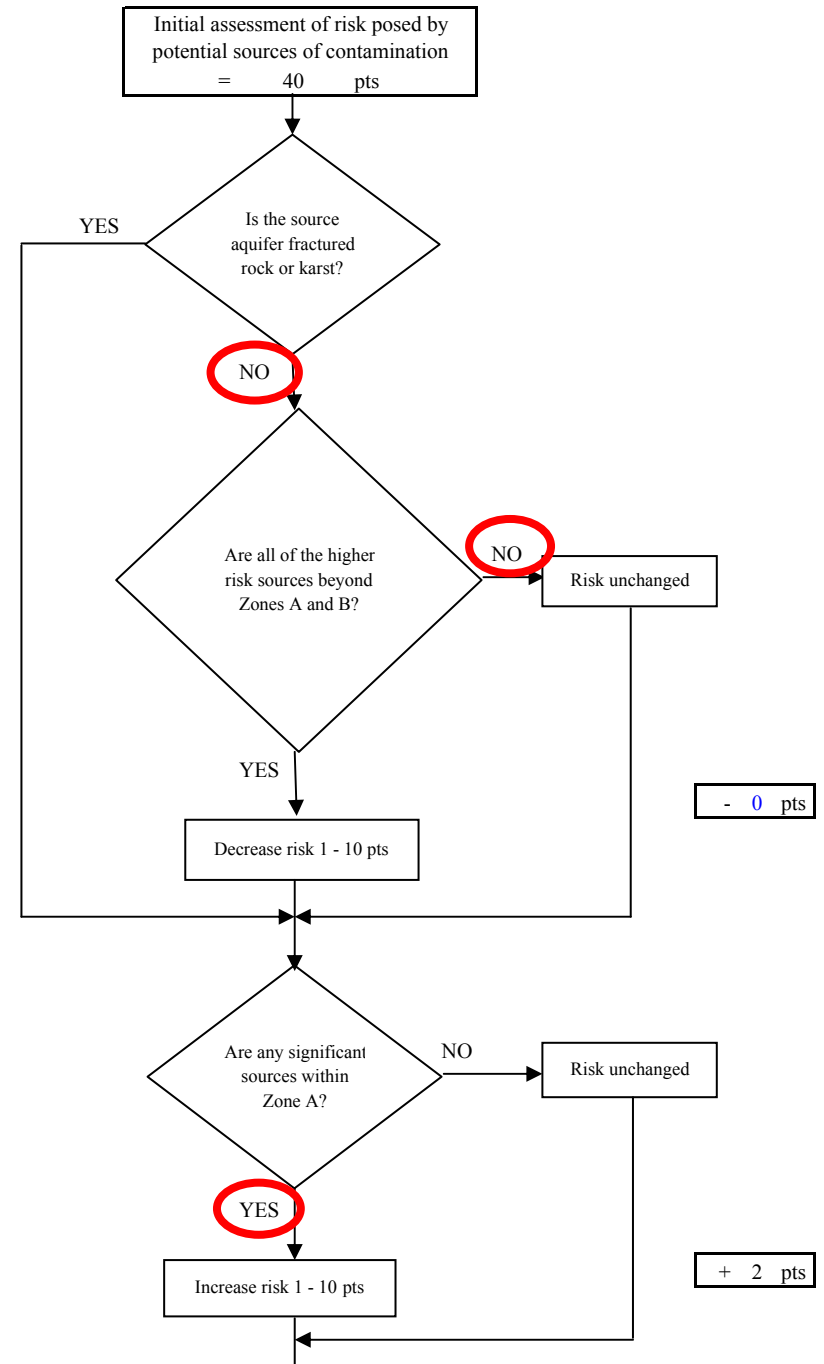 Initial assessment of risk posed by
potential sources of contamination
= 40 pts
YES
Is the source
aquifer fractured
rock or karst?
NO
Are all of the higher
risk sources beyond
Zones A and B?
NO
Risk unchanged
YES
- 0 pts
Decrease risk 1 - 10 pts
Are any significant
sources within
Zone A?
NO
Risk unchanged
YES
Increase risk 1 - 10 pts
+ 2 pts